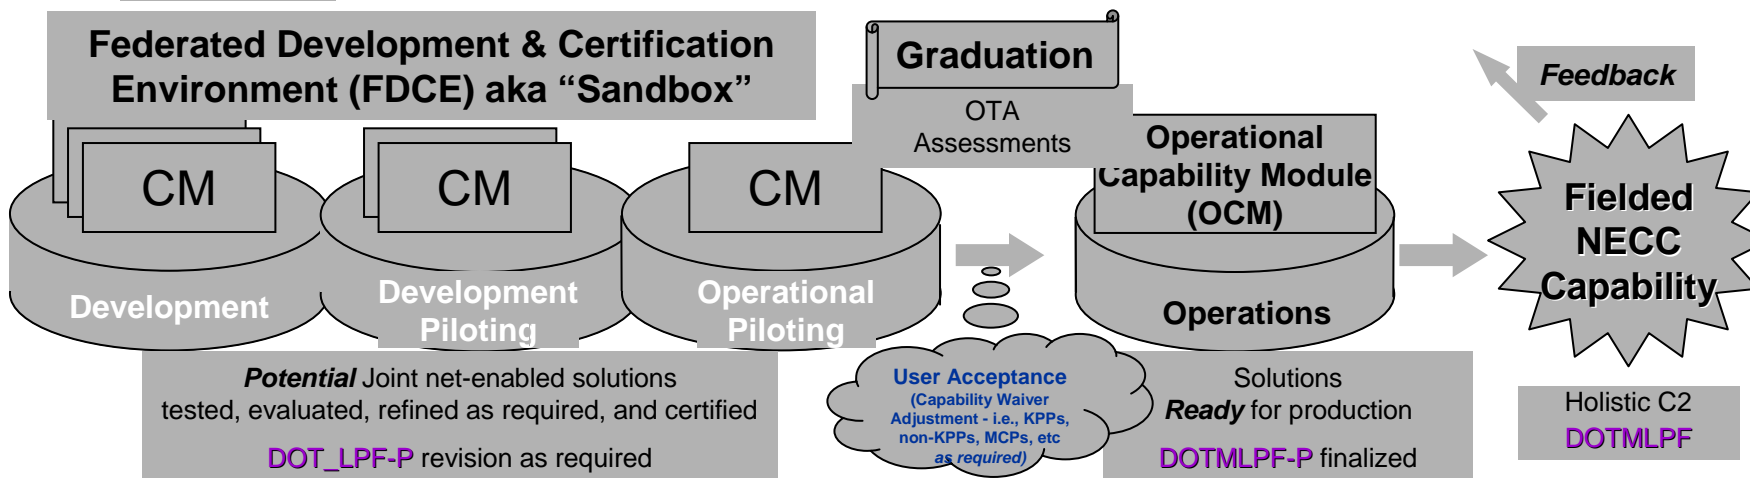 Federated Development & Certification
Environment (FDCE) aka “Sandbox”
Graduation
OTA
Assessments
Feedback
CM
CM
CM
Operational
Capability Module
(OCM)
Fielded
NECC
Capability
Development
Development
Piloting
Operational
Piloting
Operations
Potential Joint net-enabled solutions
tested, evaluated, refined as required, and certified
DOT_LPF-P revision as required
User Acceptance
(Capability Waiver
Adjustment - i.e., KPPs,
non-KPPs, MCPs, etc
as required)
Solutions
Ready for production
DOTMLPF-P finalized
Holistic C2
DOTMLPF